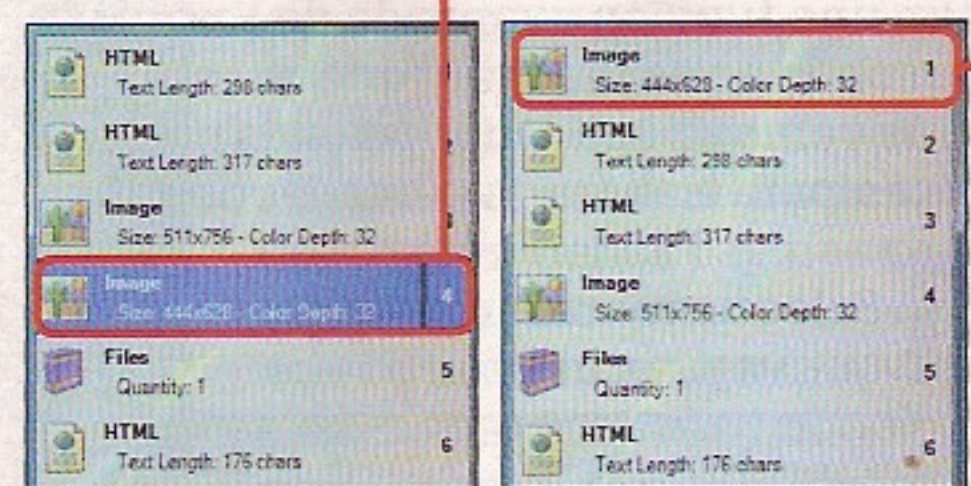 HTML
Text Length: 298 chars
HTML
Text Length: 317 chars
Image
Size: 511x756 - Color Depth: 32
Image 4
Size: 444x628 - Color Depth: 32
Files
Quantity: 1 5
HTML
Text Length: 176 chars 6
Image
Size: 444x628 - Color Depth: 32 1
HTML
Text Length: 298 chars 2
HTML
Text Length: 317 chars 3
Image
Size: 511x756 - Color Depth: 32 4
Files
Quantity: 1 5
HTML
Text Length: 176 chars 6